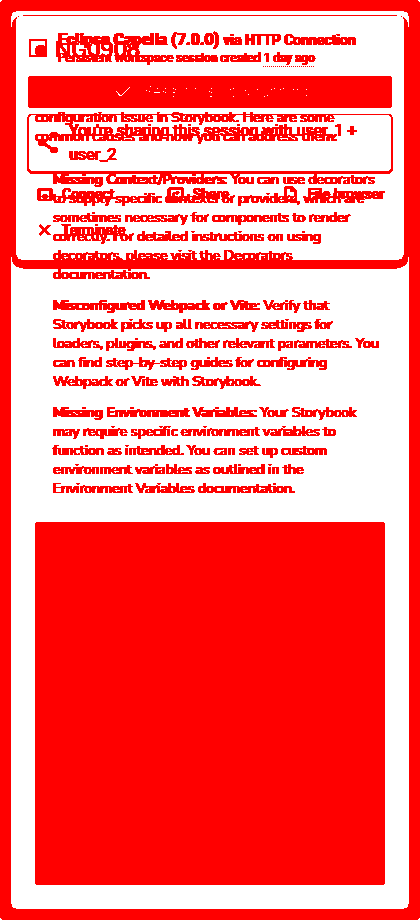 Eclipse Capella (7.0.0) via HTTP Connection
NG0908
Persistent workspace session created 1 day ago
configuration issue in Storybook. Here are some
common causes and how you can address them:
You're sharing this session with user_1 +
user_2
Missing Context/Providers: You can use decorators
to supply specific contexts or providers, which are
Connect
Share
File browser
sometimes necessary for components to render
correctly. For detailed instructions on using
Terminate
decorators, please visit the Decorators
documentation.
Misconfigured Webpack or Vite: Verify that
Storybook picks up all necessary settings for
loaders, plugins, and other relevant parameters. You
can find step-by-step guides for configuring
Webpack or Vite with Storybook.
Missing Environment Variables: Your Storybook
may require specific environment variables to
function as intended. You can set up custom
environment variables as outlined in the
Environment Variables documentation.